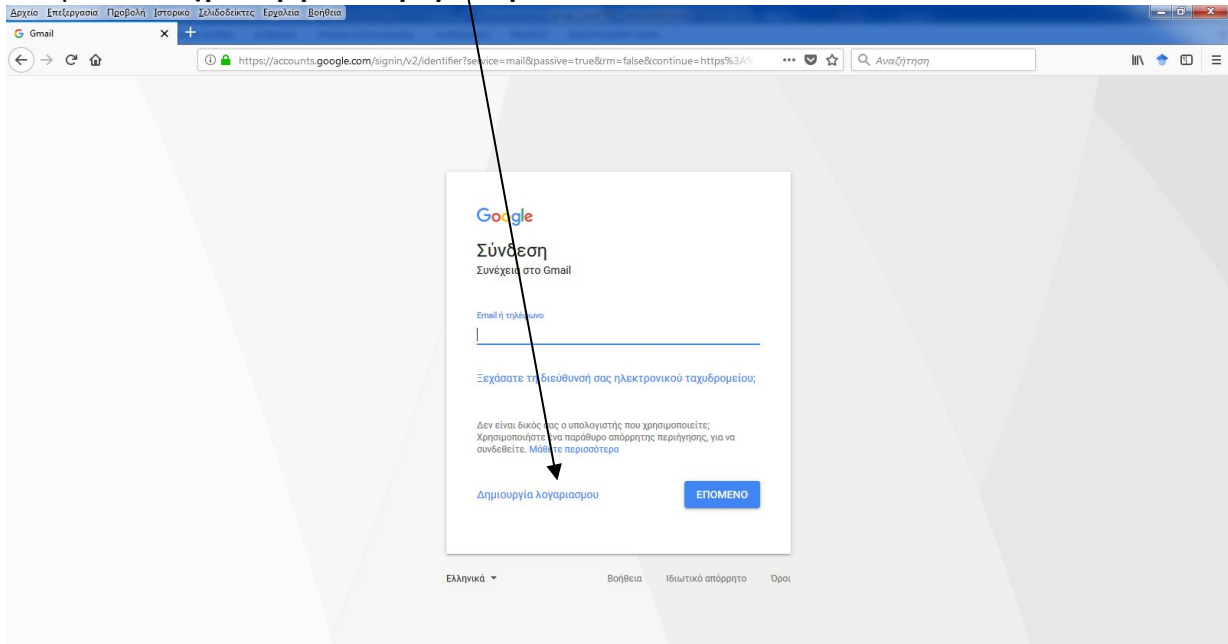 Αρχείο Επεξεργασία Προβολή Ιστορικό Σελιδοδείκτες Εργαλεία Βοήθεια
Gmail
https://accounts.google.com/signin/v2/identifier?service=mail&passive=true&rm=false&continue=https%3A%
Αναζήτηση
Google
Σύνδεση
Συνέχεια στο Gmail
Email ή τηλέφωνο
Ξεχάσατε τη διεύθυνσή σας ηλεκτρονικού ταχυδρομείου;
Δεν είναι δικός σας ο υπολογιστής που χρησιμοποιείτε;
Χρησιμοποιήστε ένα παράθυρο απόρρητης περιήγησης, για να
συνδεθείτε. Μάθετε περισσότερα
Δημιουργία λογαριασμου
ΕΠΟΜΕΝΟ
Ελληνικά
Βοήθεια Ιδιωτικό απόρρητο Όροι